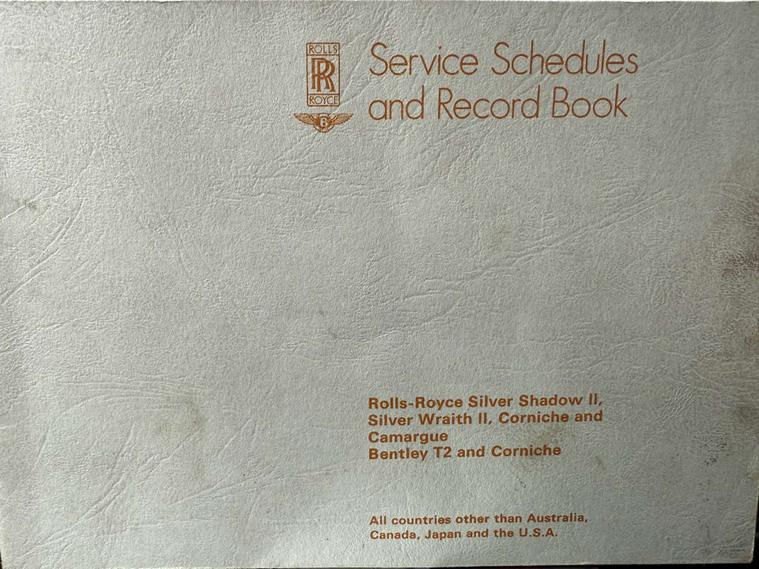 ROLLS
RR
ROYCE
B
Service Schedules
and Record Book
Rolls-Royce Silver Shadow II,
Silver Wraith II, Corniche and
Camargue
Bentley T2 and Corniche
All countries other than Australia,
Canada, Japan and the U.S.A.